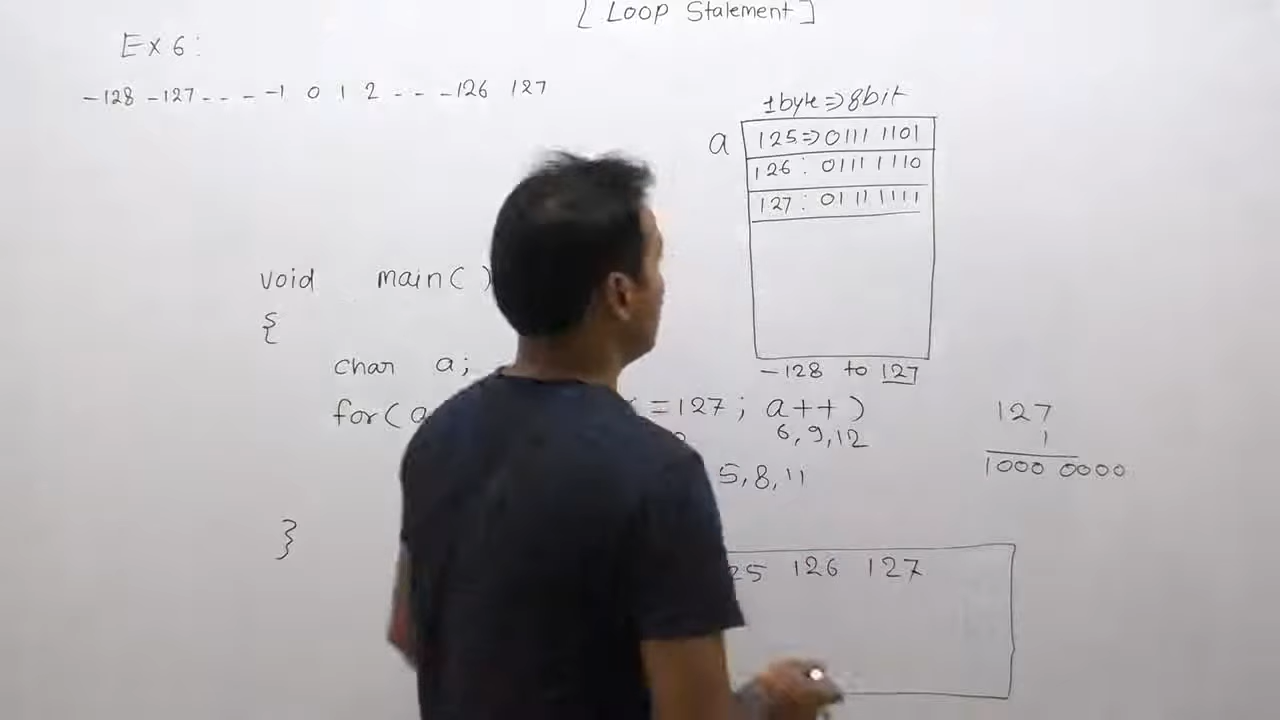 [ Loop Statement ]
Ex 6:
-128 -127 - - - - -1 0 1 2 - - - -126 127
1byte => 8bit
a 125=>0111 1101
126 : 0111 1110
127 : 0111 1111
-128 to 127
void main( )
{
char a;
for( a =127 ; a++ )
6, 9, 12
5, 8, 11
}
127
1
1000 0000
25 126 127